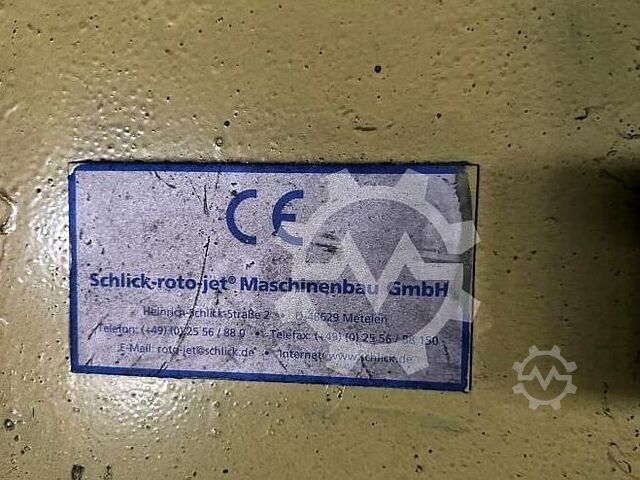 CE
Schlick-roto-jet® Maschinenbau GmbH
Heinrich-Schlick-Straße 2 • D-48629 Metelen
Telefon: (+49) (0) 25 56 / 88 0 • Telefax: (+49) (0) 25 56 / 88 150
E-Mail: roto-jet@schlick.de • Internet: www.schlick.de